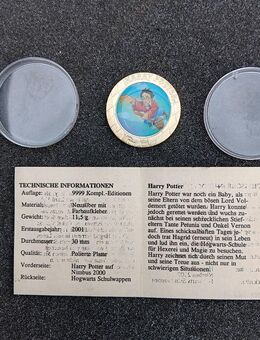 HARRY POTTER
TECHNISCHE INFORMATIONEN
Auflage: 9999 Kompl.-Editionen
Material: Neusilber mit
Farbaufkleber
Gewicht: 11,5 g
Erstausgabejahr: 2001
Durchmesser: 30 mm
Qualität: Polierte Platte
Vorderseite: Harry Potter auf
Nimbus 2000
Rückseite: Hogwarts Schulwappen
Harry Potter
Harry Potter war noch ein Baby, als
seine Eltern von dem bösen Lord Vol-
demort getötet wurden. Harry konnte
jedoch gerettet werden und wuchs zu-
nächst bei seinen schrecklichen Stief-
eltern Tante Petunia und Onkel Vernon
auf. Eines schicksalhaften Tages je-
doch trat Hagrid (erneut) in sein Leben
und lud ihn ein, die Hogwarts-Schule
für Hexerei und Magie zu besuchen.
Harry zeichnen sich durch seinen Mut
und seine Treue aus - nicht nur in
schwierigen Situationen.